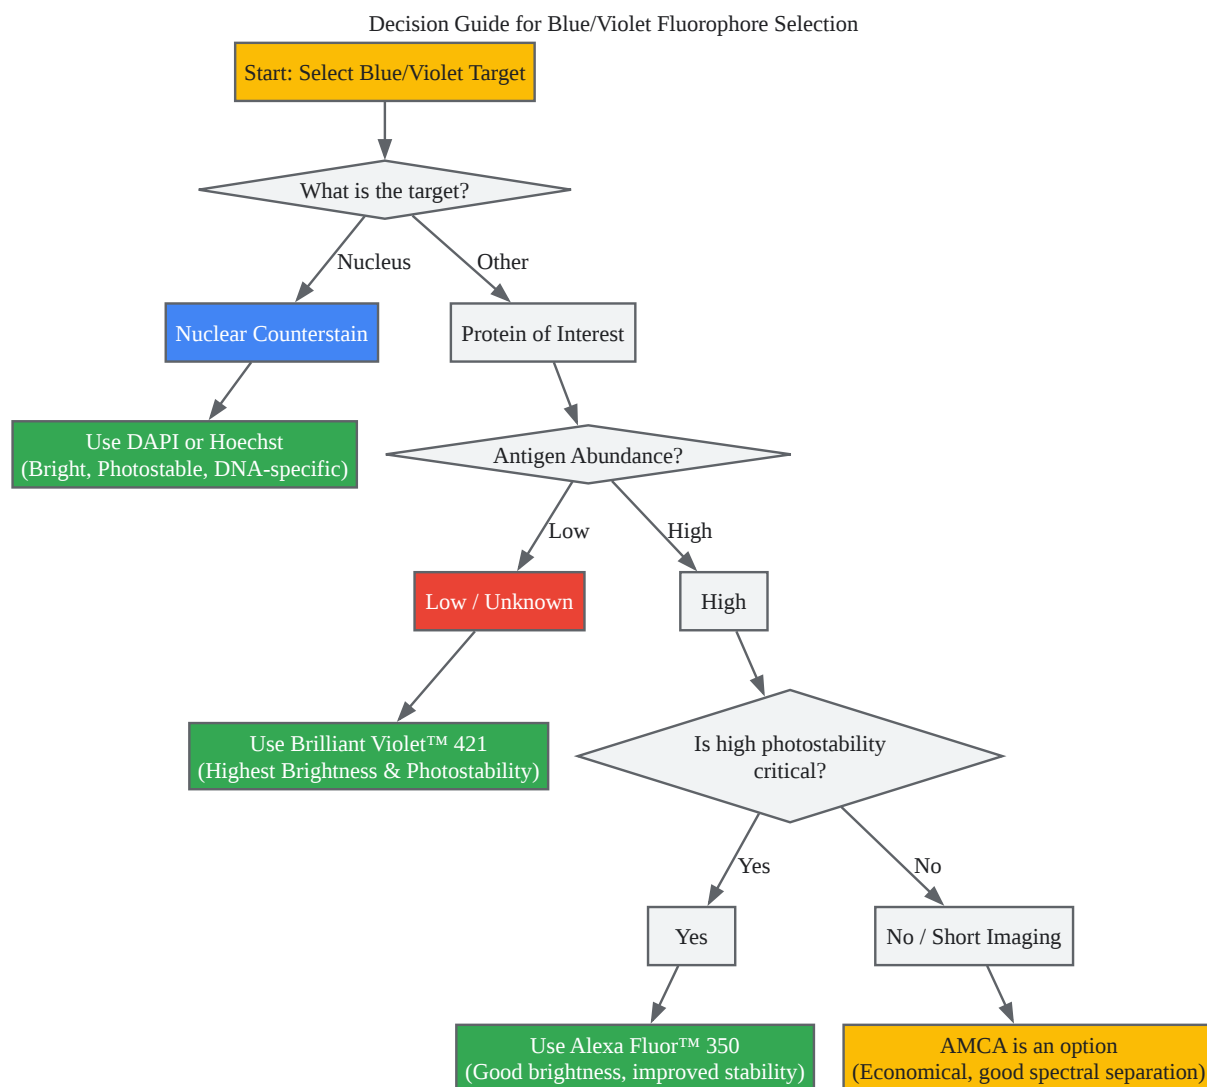 Decision Guide for Blue/Violet Fluorophore Selection
Start: Select Blue/Violet Target
What is the target?
Nucleus
Other
Nuclear Counterstain
Protein of Interest
Use DAPI or Hoechst
(Bright, Photostable, DNA-specific)
Antigen Abundance?
Low
High
Low / Unknown
High
Use Brilliant Violet™ 421
(Highest Brightness & Photostability)
Is high photostability
critical?
Yes
No
Yes
No / Short Imaging
Use Alexa Fluor™ 350
(Good brightness, improved stability)
AMCA is an option
(Economical, good spectral separation)